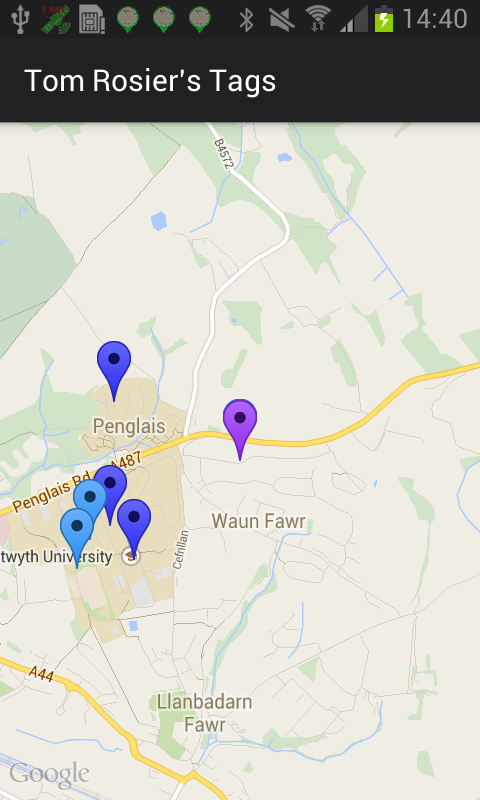 14:40
Tom Rosier's Tags
B4572
Penglais
A487
Penglais Rd
Waun Fawr
Cefnllan
twyth University
A44
Llanbadarn
Fawr
Google